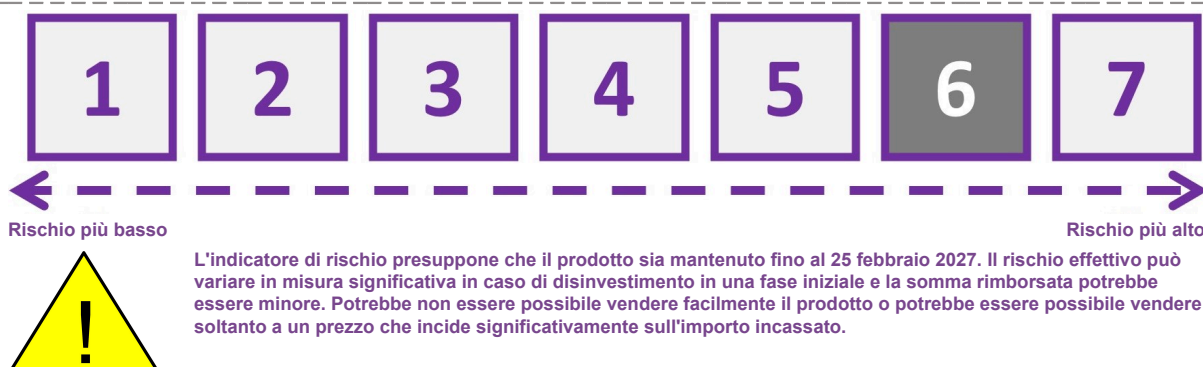 1 2 3 4 5 6 7
Rischio più basso Rischio più alto
!
L'indicatore di rischio presuppone che il prodotto sia mantenuto fino al 25 febbraio 2027. Il rischio effettivo può
variare in misura significativa in caso di disinvestimento in una fase iniziale e la somma rimborsata potrebbe
essere minore. Potrebbe non essere possibile vendere facilmente il prodotto o potrebbe essere possibile vendere
soltanto a un prezzo che incide significativamente sull'importo incassato.